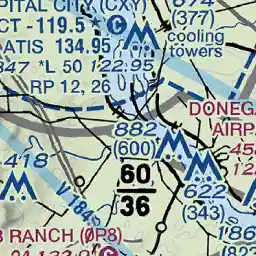 PITAL CITY (CXY)
CT - 119.5 C
ATIS 134.95
347 *L 50 122.95
RP 12, 26
(377)
cooling
towers
DONEGA
AIRPA
882
(600)
418
60
36
V 184
622
(343)
B RANCH (0P8)